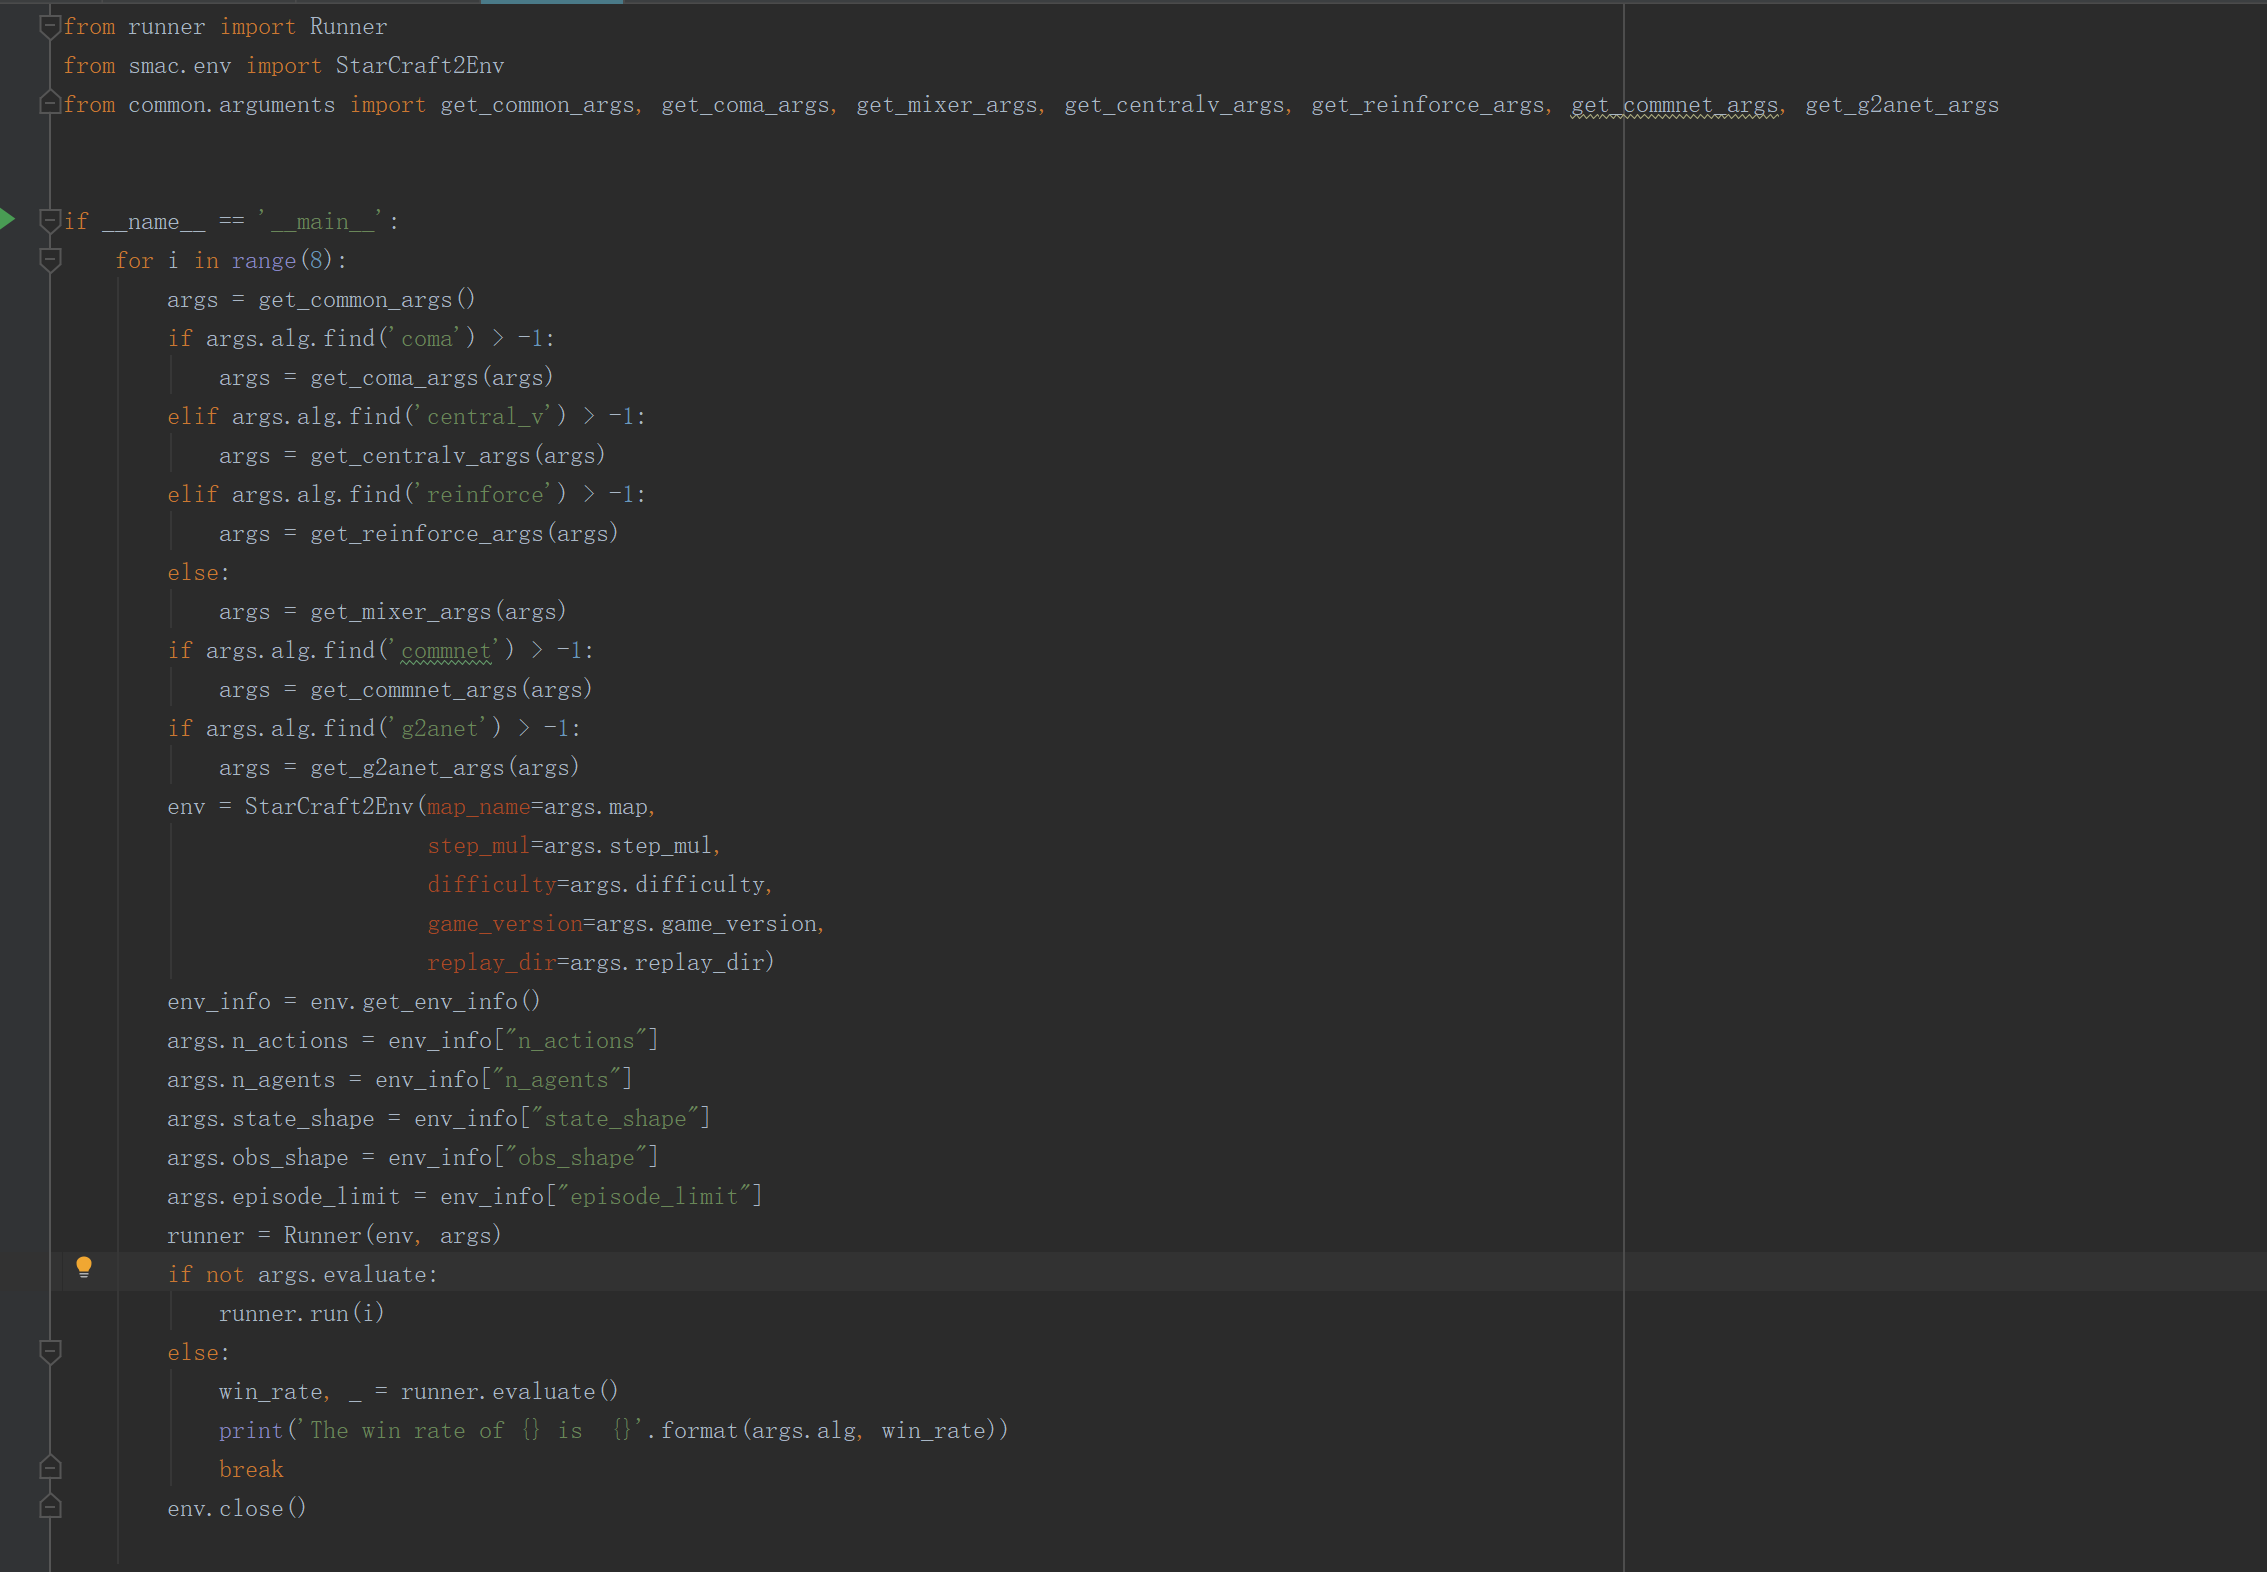 from runner import Runner
from smac.env import StarCraft2Env
from common.arguments import get_common_args, get_coma_args, get_mixer_args, get_centralv_args, get_reinforce_args, get_commnet_args, get_g2anet_args
if __name__ == '__main__':
    for i in range(8):
        args = get_common_args()
        if args.alg.find('coma') > -1:
            args = get_coma_args(args)
        elif args.alg.find('central_v') > -1:
            args = get_centralv_args(args)
        elif args.alg.find('reinforce') > -1:
            args = get_reinforce_args(args)
        else:
            args = get_mixer_args(args)
        if args.alg.find('commnet') > -1:
            args = get_commnet_args(args)
        if args.alg.find('g2anet') > -1:
            args = get_g2anet_args(args)
        env = StarCraft2Env(map_name=args.map,
                            step_mul=args.step_mul,
                            difficulty=args.difficulty,
                            game_version=args.game_version,
                            replay_dir=args.replay_dir)
        env_info = env.get_env_info()
        args.n_actions = env_info["n_actions"]
        args.n_agents = env_info["n_agents"]
        args.state_shape = env_info["state_shape"]
        args.obs_shape = env_info["obs_shape"]
        args.episode_limit = env_info["episode_limit"]
        runner = Runner(env, args)
        if not args.evaluate:
            runner.run(i)
        else:
            win_rate, _ = runner.evaluate()
            print('The win rate of {} is  {}'.format(args.alg, win_rate))
            break
        env.close()